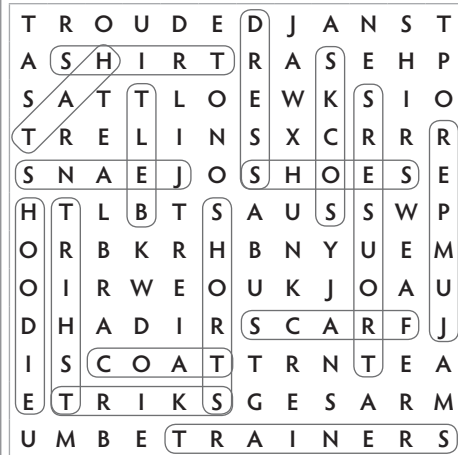 T R O U D E D J A N S T
A S H I R T R A S E H P
S A T T L O E W K S I O
T R E L I N S X C R R R
S N A E J O S H O E S E
H T L B T S A U S S W P
O R B K R H B N Y U E M
O I R W E O U K J O A U
D H A D I R S C A R F J
I S C O A T T R N T E A
E T R I K S G E S A R M
U M B E T R A I N E R S